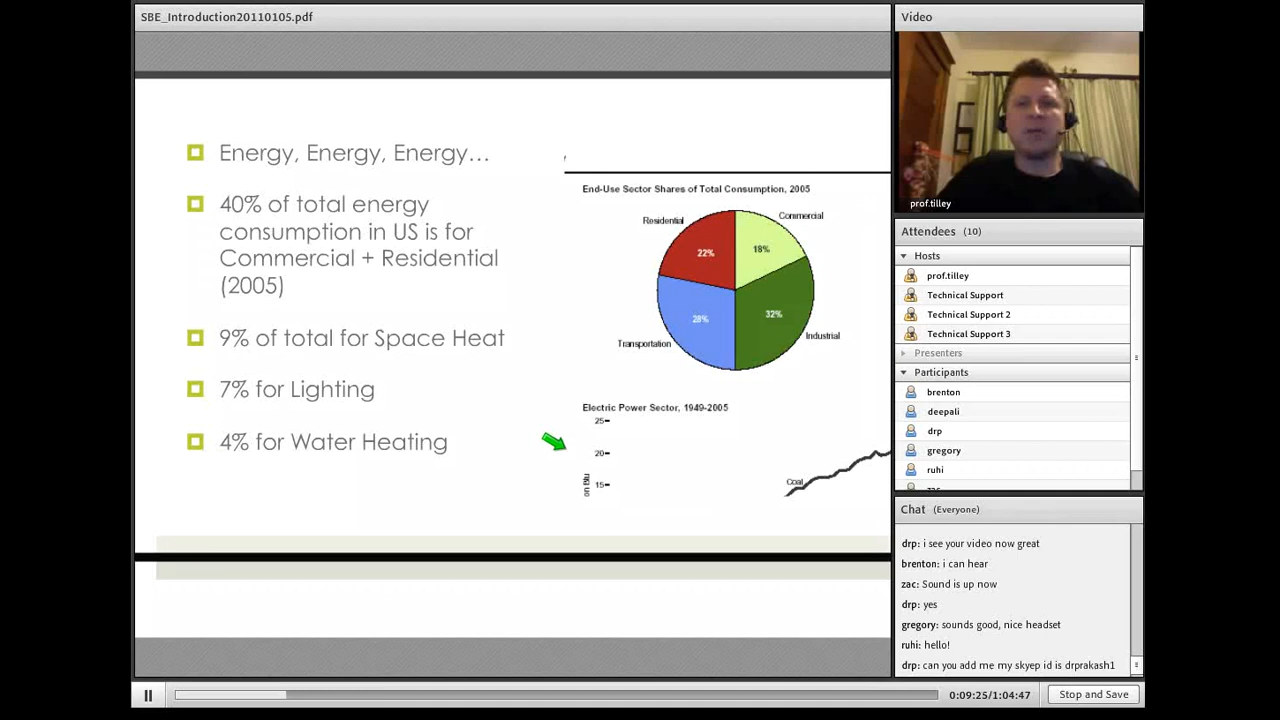 SBE_Introduction20110105.pdf
Energy, Energy, Energy…
40% of total energy
consumption in US is for
Commercial + Residential
(2005)
9% of total for Space Heat
7% for Lighting
4% for Water Heating
End-Use Sector Shares of Total Consumption, 2005
Residential
Commercial
22%
18%
28%
32%
Transportation
Industrial
Electric Power Sector, 1949-2005
25
20
15
on Btu
Coal
Video
prof.tilley
Attendees (10)
Hosts
prof.tilley
Technical Support
Technical Support 2
Technical Support 3
Presenters
Participants
brenton
deepali
drp
gregory
ruhi
Chat (Everyone)
drp: i see your video now great
brenton: i can hear
zac: Sound is up now
drp: yes
gregory: sounds good, nice headset
ruhi: hello!
drp: can you add me my skyep id is drprakash1
0:09:25/1:04:47
Stop and Save